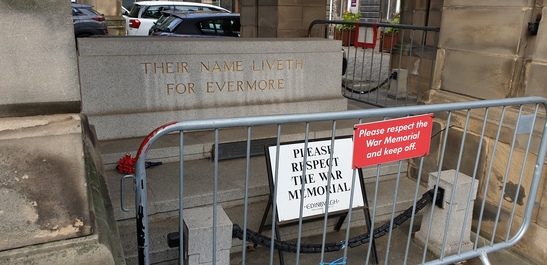 THEIR NAME LIVETH
FOR EVERMORE
PLEASE
RESPECT
THE WAR
MEMORIAL
·EDINBURGH·
Please respect
the War Memorial
and keep off.